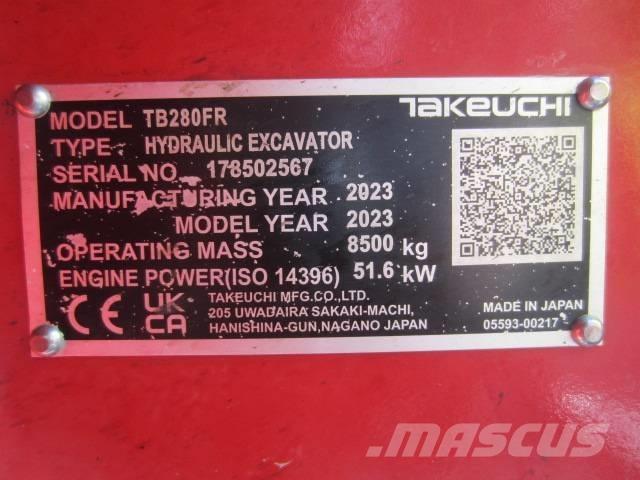 TAKEUCHI
MODEL TB280FR
TYPE HYDRAULIC EXCAVATOR
SERIAL NO. 178502567
MANUFACTURING YEAR 2023
MODEL YEAR 2023
OPERATING MASS 8500 kg
ENGINE POWER(ISO 14396) 51.6 kW
CE UK CA
TAKEUCHI MFG.CO.,LTD.
205 UWADAIRA SAKAKI-MACHI,
HANISHINA-GUN,NAGANO JAPAN
MADE IN JAPAN
05593-00217
MASCUS